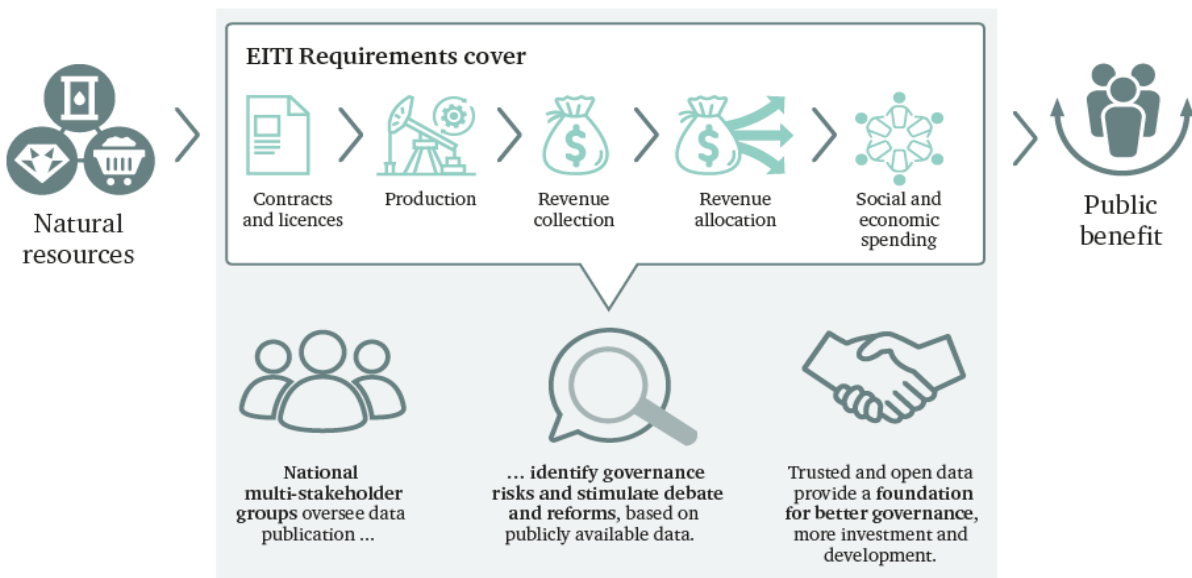 EITI Requirements cover
Natural
resources
Contracts
and licences
Production
Revenue
collection
Revenue
allocation
Social and
economic
spending
Public
benefit
National
multi-stakeholder
groups oversee data
publication ...
... identify governance
risks and stimulate debate
and reforms, based on
publicly available data.
Trusted and open data
provide a foundation
for better governance,
more investment and
development.